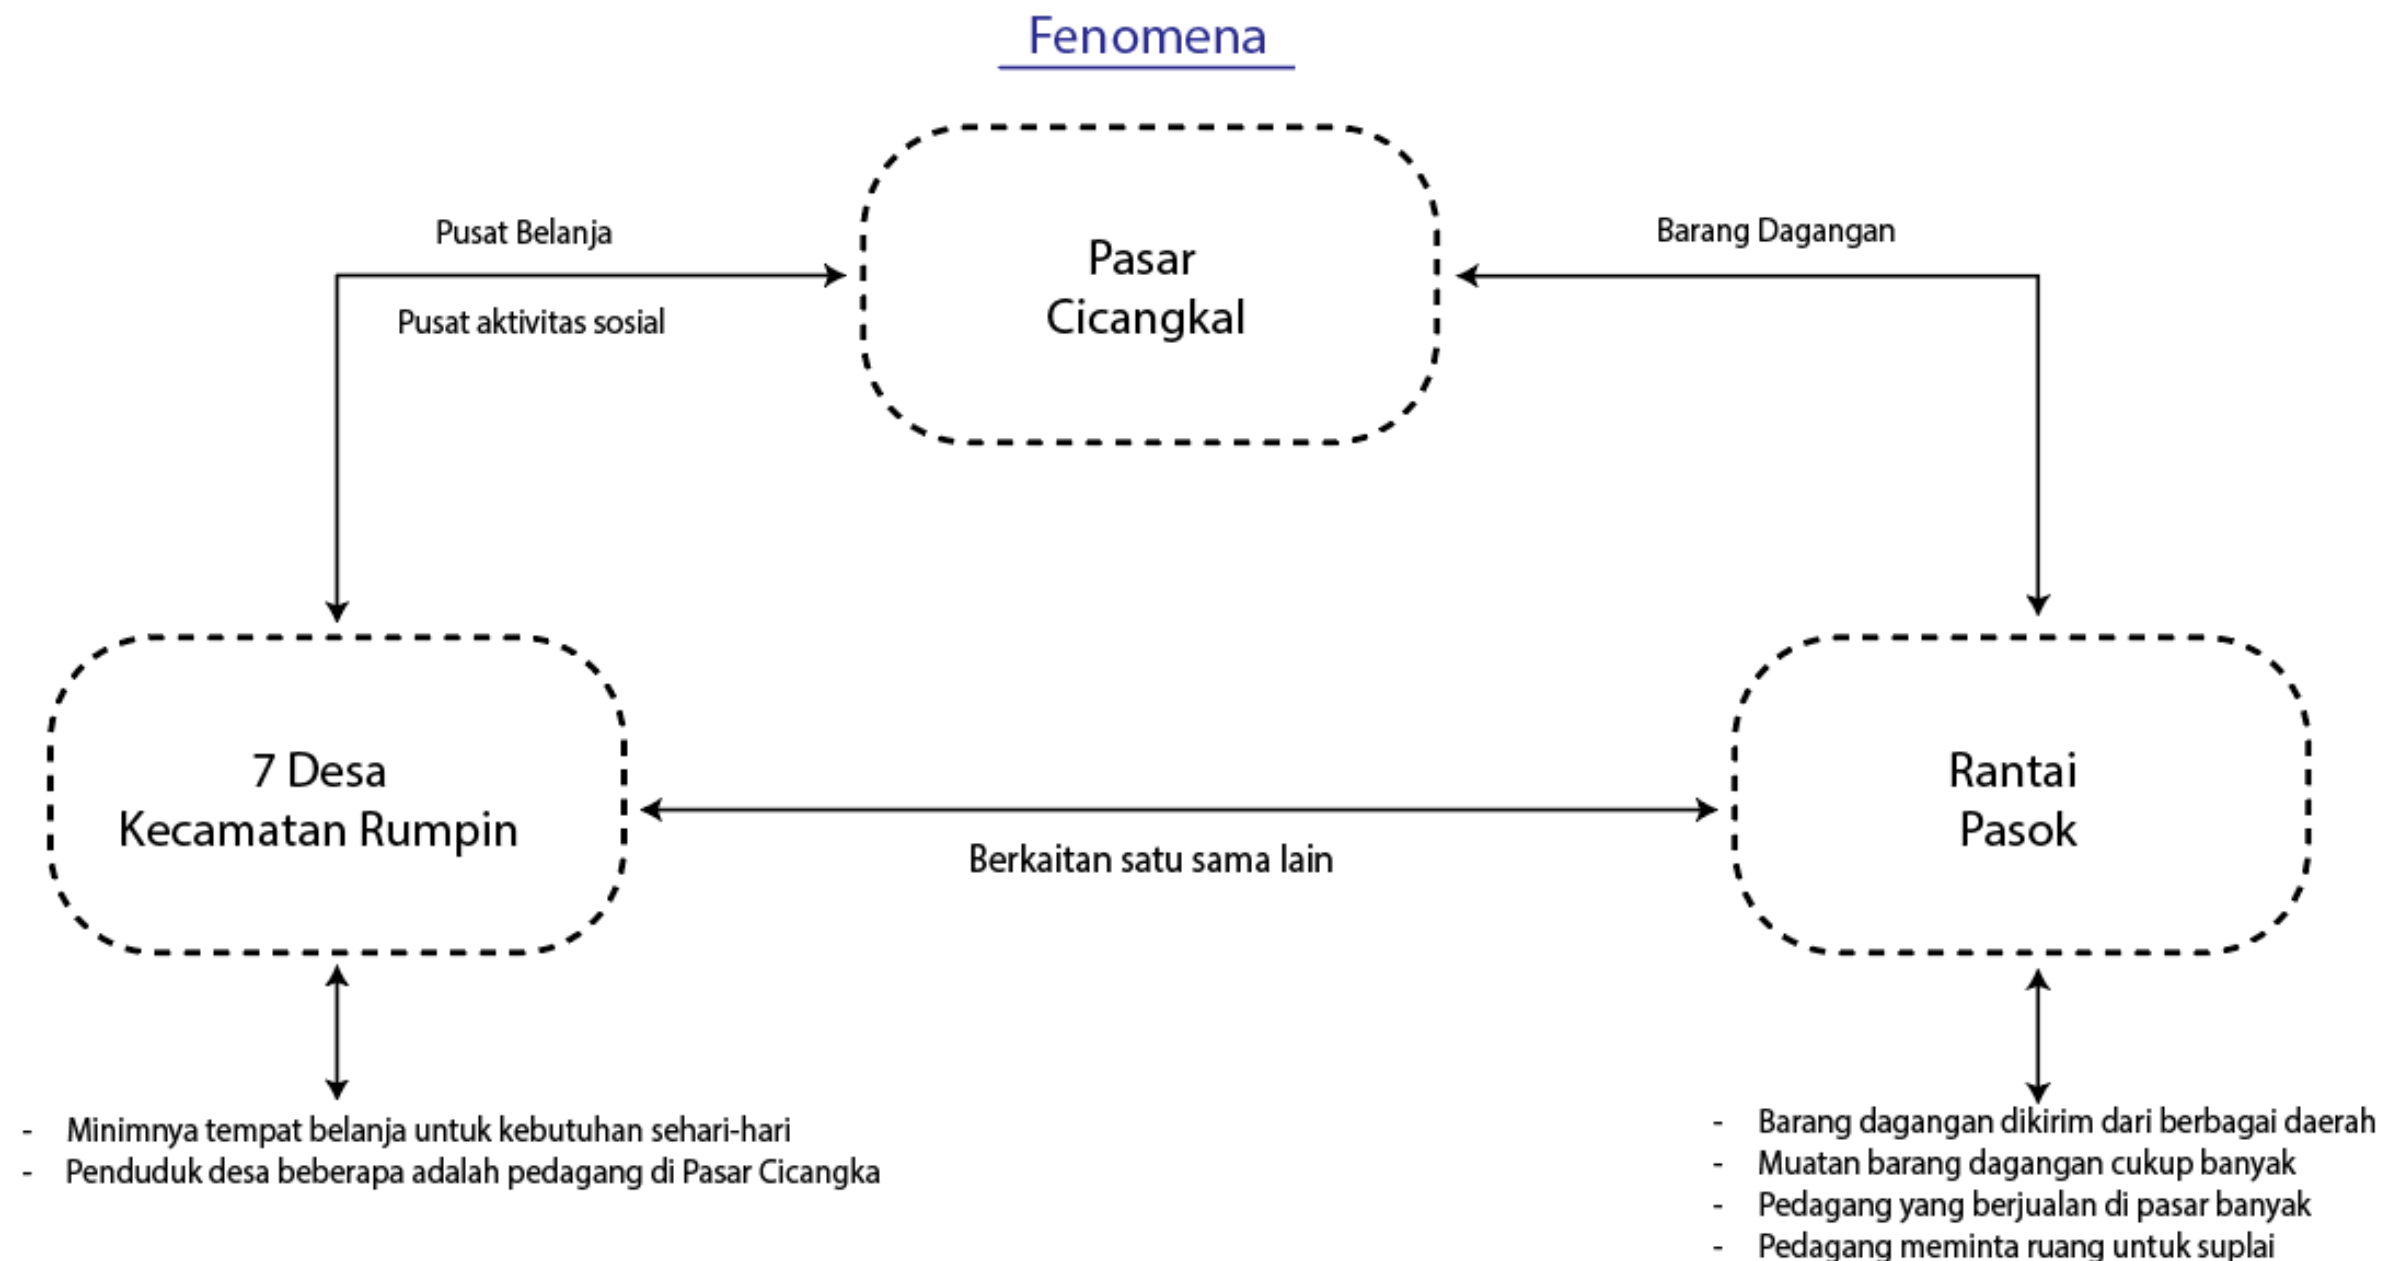 Fenomena
Pusat Belanja
Pusat aktivitas sosial
Pasar
Cicangkal
Barang Dagangan
7 Desa
Kecamatan Rumpin
Berkaitan satu sama lain
Rantai
Pasok
- Minimnya tempat belanja untuk kebutuhan sehari-hari
- Penduduk desa beberapa adalah pedagang di Pasar Cicangka
- Barang dagangan dikirim dari berbagai daerah
- Muatan barang dagangan cukup banyak
- Pedagang yang berjualan di pasar banyak
- Pedagang meminta ruang untuk suplai